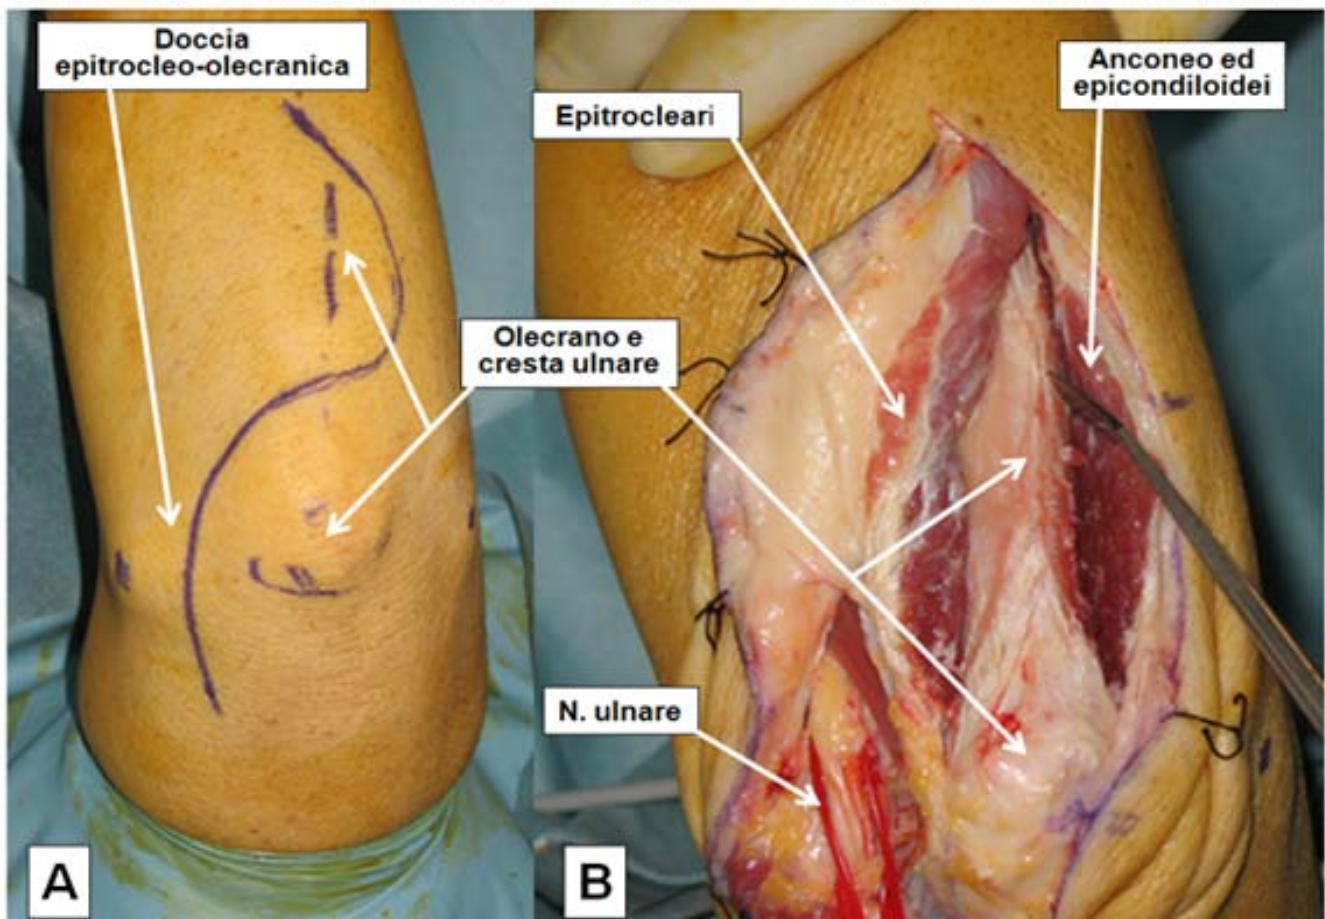 Doccia
epitrocleo-olecranica
Anconeo ed
epicondiloidei
Epitrocleari
Olecrano e
cresta ulnare
N. ulnare
A
B